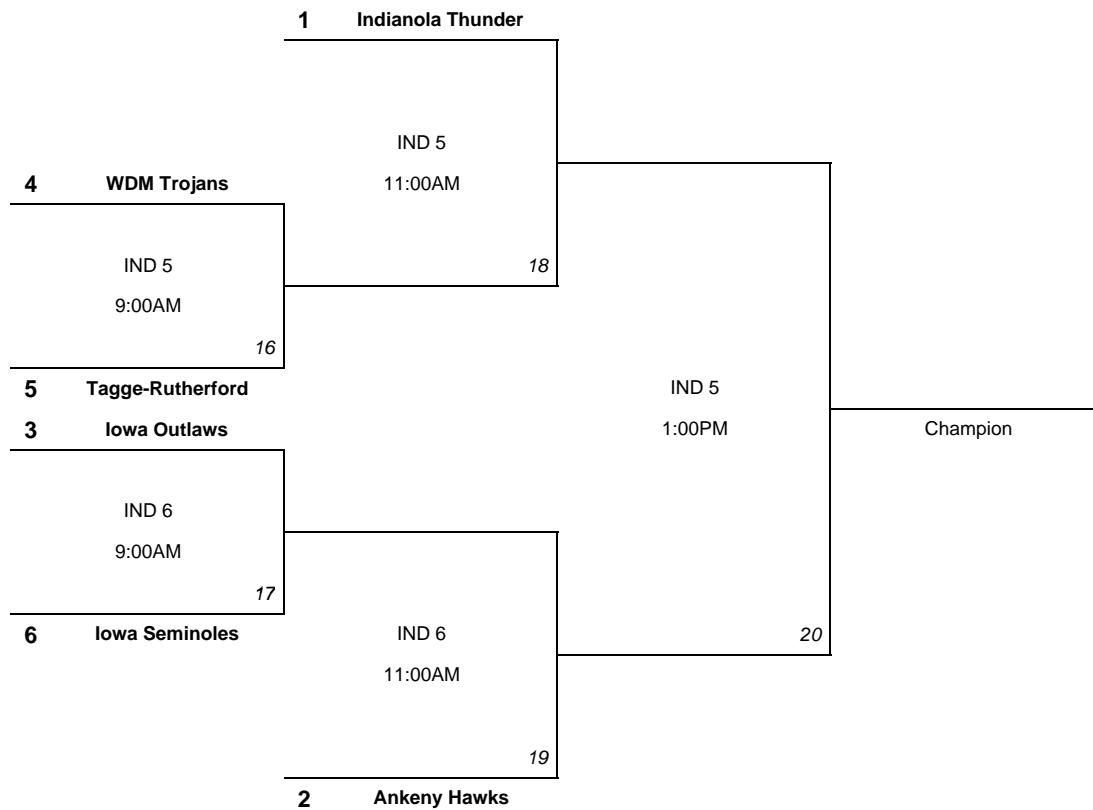 1 Indianola Thunder
IND 5
11:00AM
4 WDM Trojans
IND 5
9:00AM
18
16
5 Tagge-Rutherford
IND 5
1:00PM
3 Iowa Outlaws
Champion
IND 6
9:00AM
17
6 Iowa Seminoles
IND 6
11:00AM
20
19
2 Ankeny Hawks